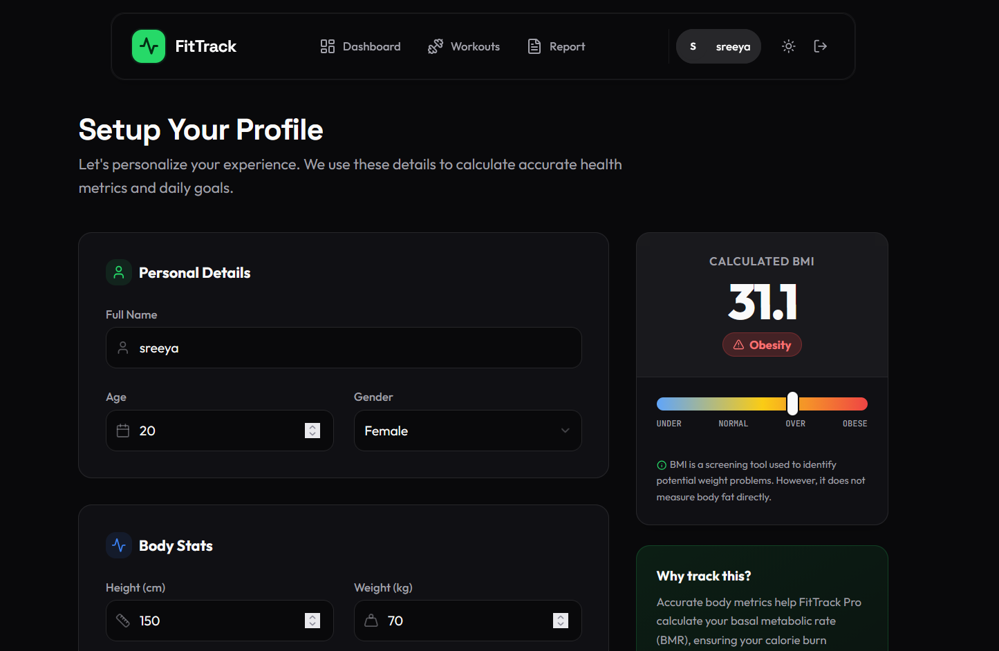 FitTrack
Dashboard
Workouts
Report
S
sreeya
Setup Your Profile
Let's personalize your experience. We use these details to calculate accurate health
metrics and daily goals.
Personal Details
Full Name
sreeya
Age
Gender
20
Female
Body Stats
Height (cm)
Weight (kg)
150
70
CALCULATED BMI
31.1
Obesity
UNDER
NORMAL
OVER
OBESE
BMI is a screening tool used to identify
potential weight problems. However, it does not
measure body fat directly.
Why track this?
Accurate body metrics help FitTrack Pro
calculate your basal metabolic rate
(BMR), ensuring your calorie burn